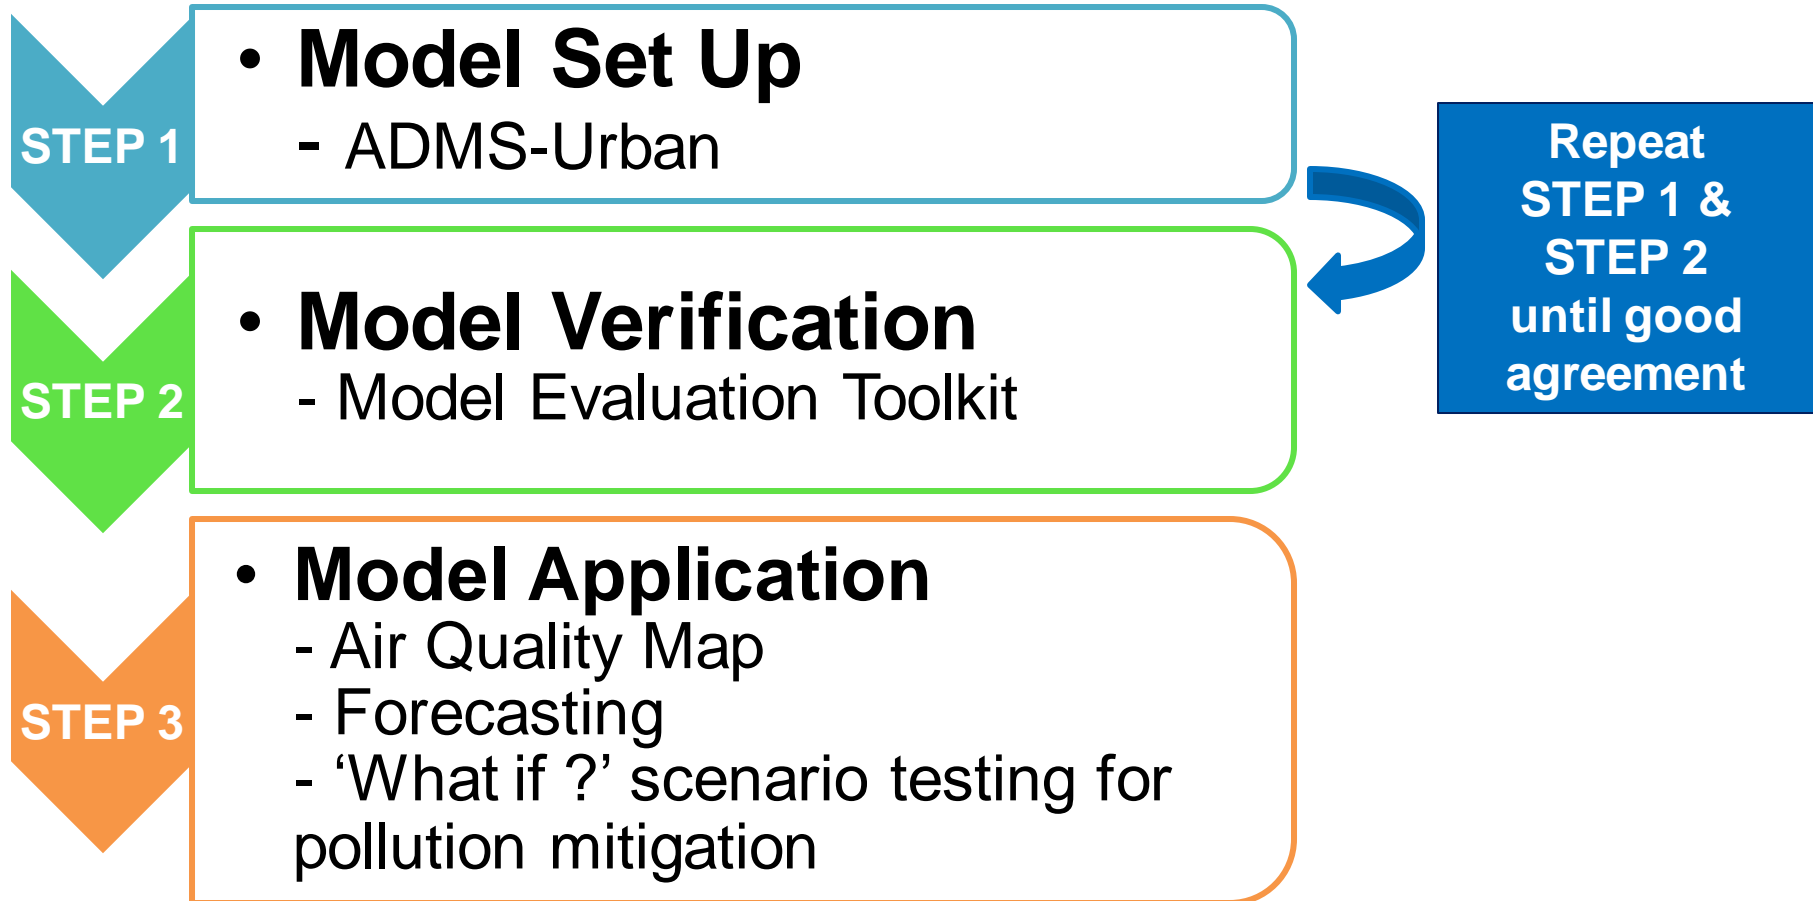 STEP 1
• Model Set Up
- ADMS-Urban
STEP 2
• Model Verification
- Model Evaluation Toolkit
STEP 3
• Model Application
- Air Quality Map
- Forecasting
- ‘What if ?’ scenario testing for
pollution mitigation
Repeat
STEP 1 &
STEP 2
until good
agreement